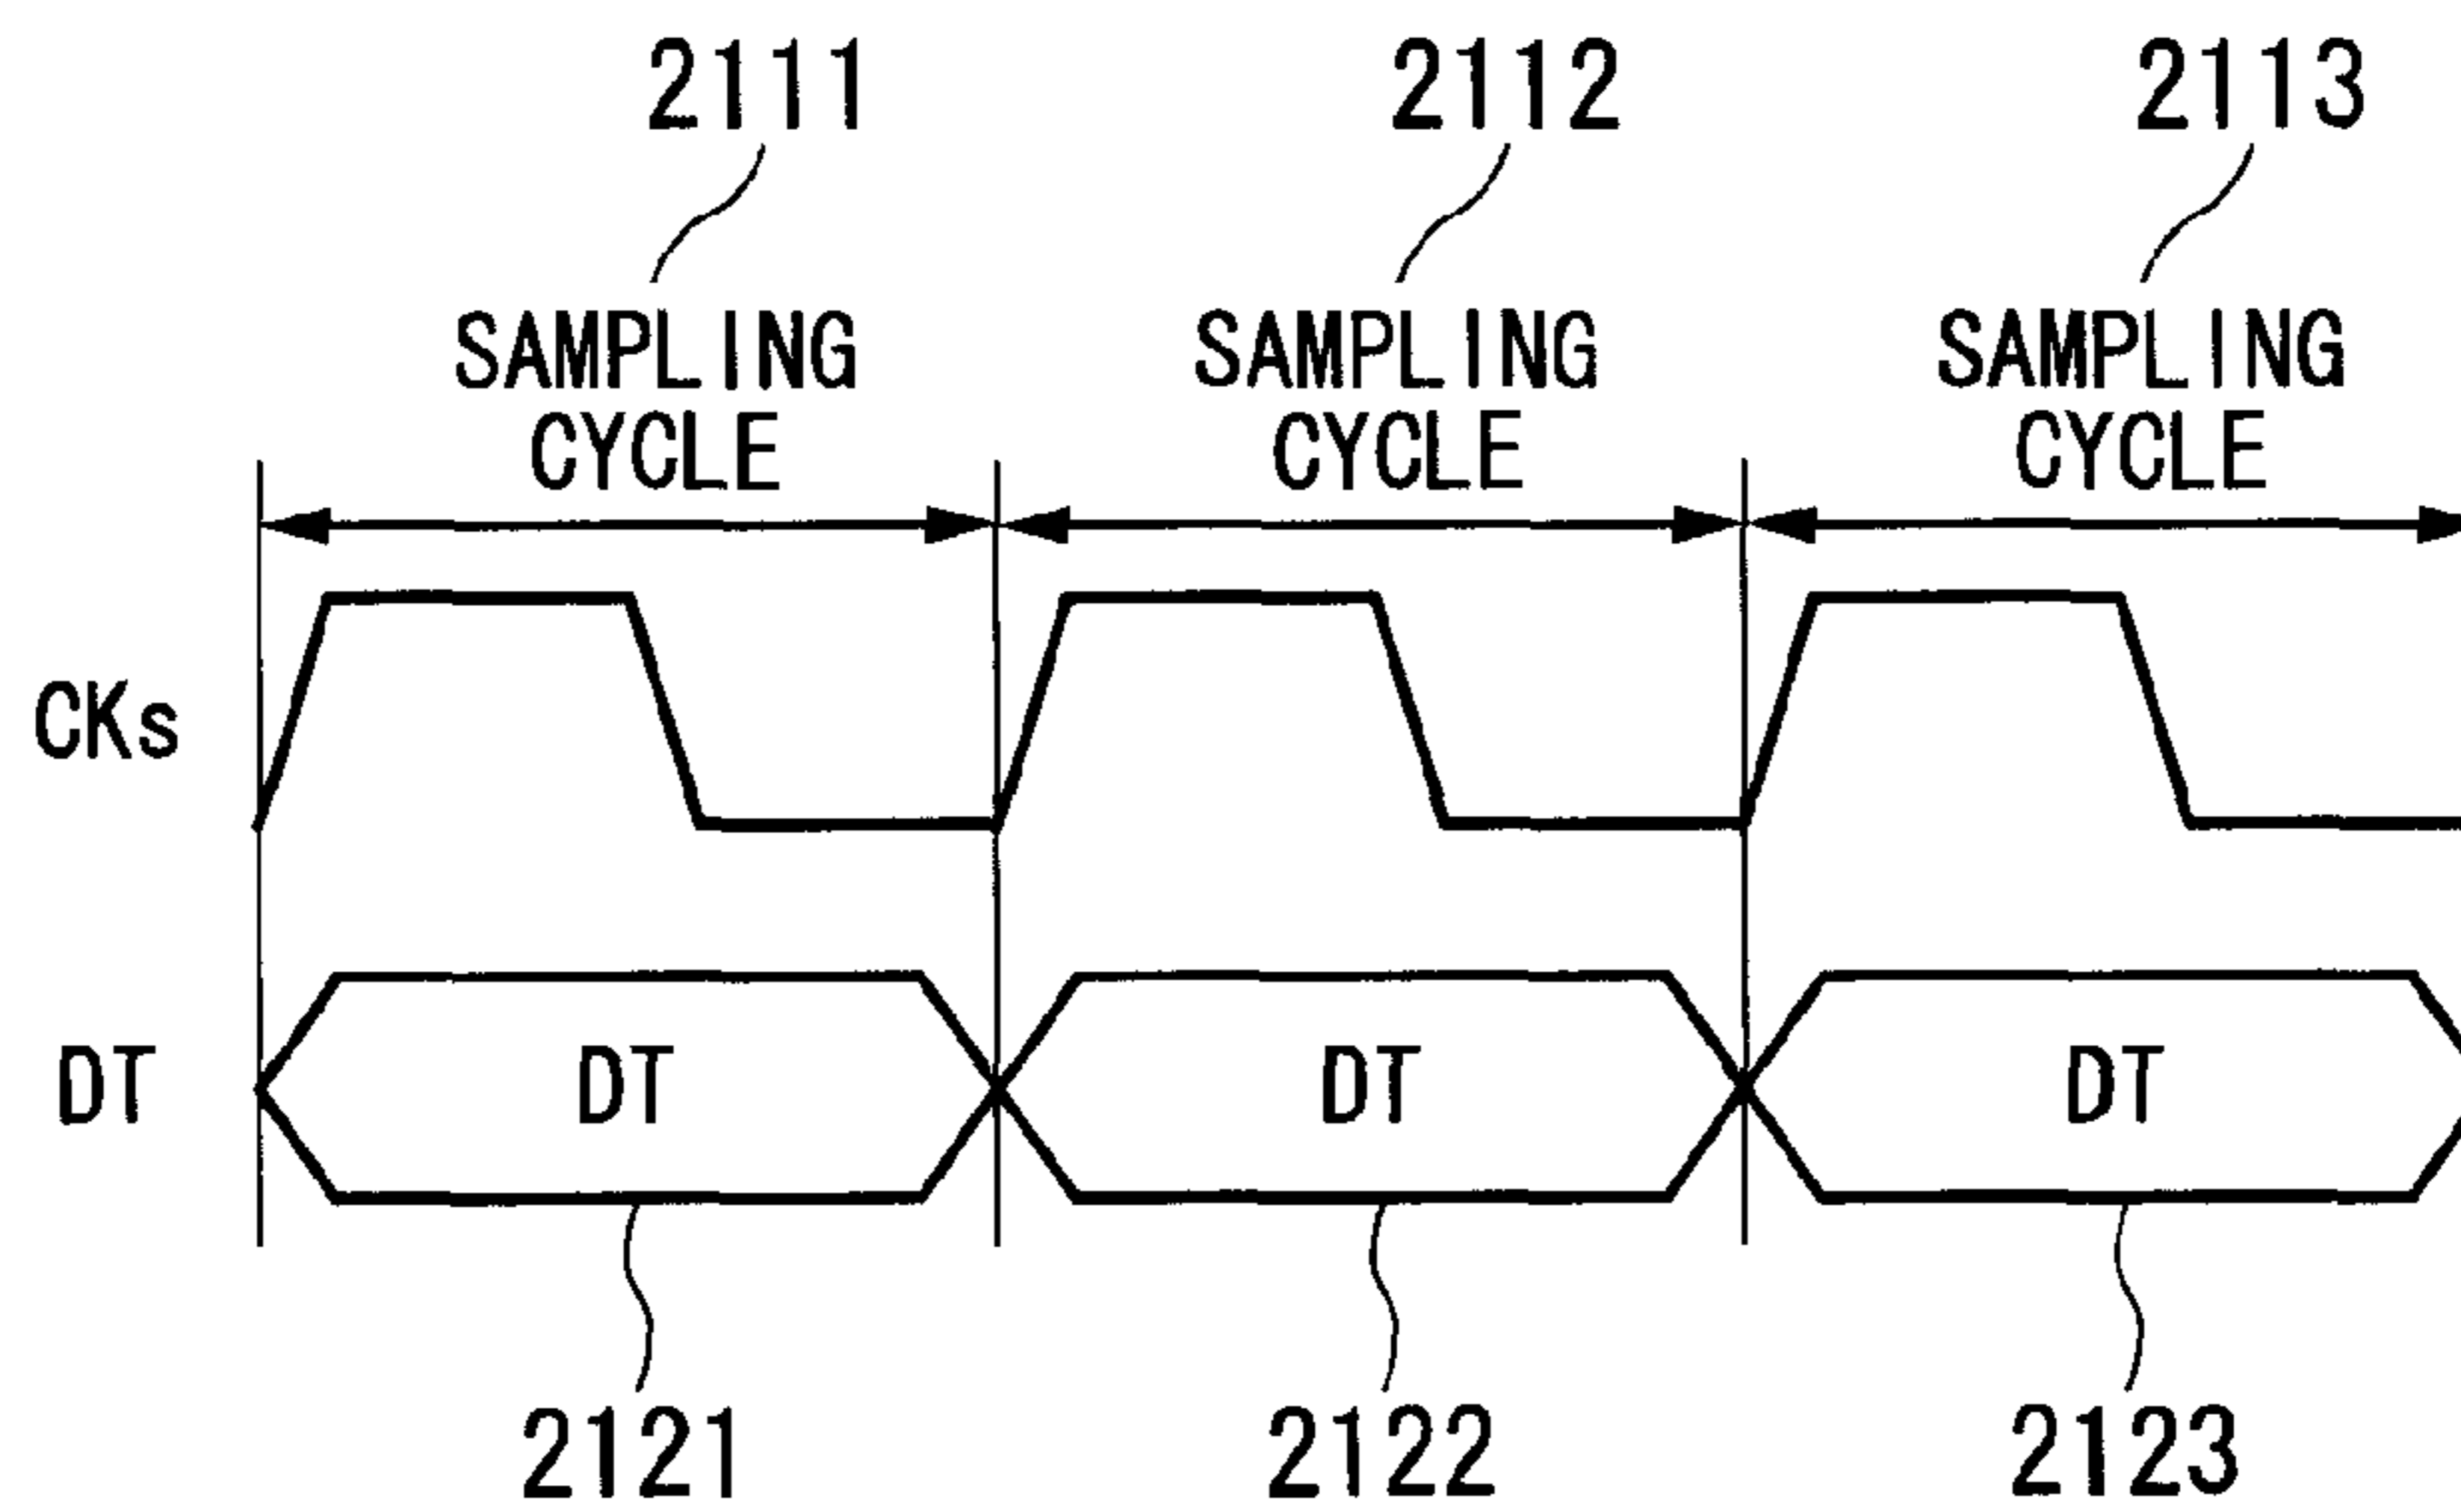 2111 2112 2113
SAMPLING SAMPLING SAMPLING
CYCLE CYCLE CYCLE
CKs
DT DT DT DT
2121 2122 2123